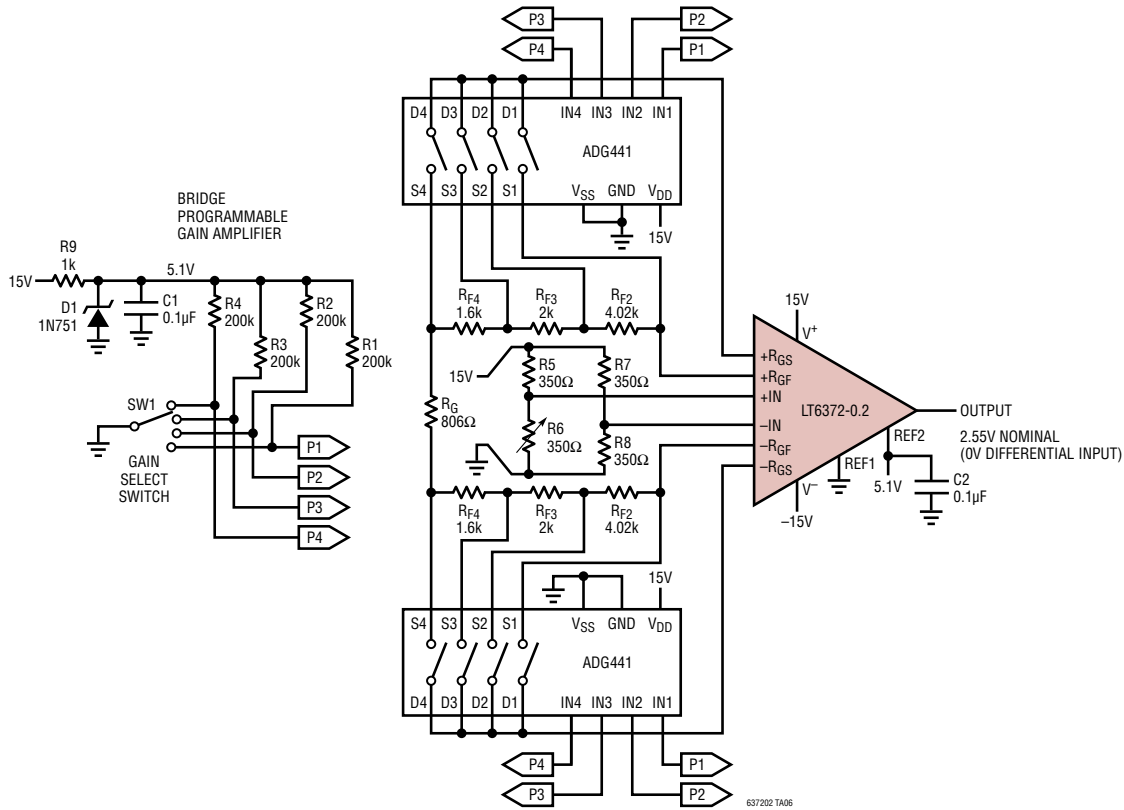 P3
P2
P4
P1
D4
D3
D2
D1
IN4
IN3
IN2
IN1
ADG441
S4
S3
S2
S1
VSS
GND
VDD
15V
BRIDGE
PROGRAMMABLE
GAIN AMPLIFIER
R9
1k
15V
5.1V
D1
1N751
C1
0.1µF
R4
200k
R3
200k
R2
200k
R1
200k
SW1
GAIN
SELECT
SWITCH
P1
P2
P3
P4
RF4
1.6k
RF3
2k
RF2
4.02k
15V
R5
350Ω
R7
350Ω
RG
806Ω
R6
350Ω
R8
350Ω
RF4
1.6k
RF3
2k
RF2
4.02k
15V
V+
+RGS
+RGF
+IN
–IN
–RGF
–RGS
LT6372-0.2
REF2
REF1
V–
–15V
5.1V
C2
0.1µF
OUTPUT
2.55V NOMINAL
(0V DIFFERENTIAL INPUT)
15V
S4
S3
S2
S1
VSS
GND
VDD
ADG441
D4
D3
D2
D1
IN4
IN3
IN2
IN1
P4
P1
P3
P2
637202 TA06